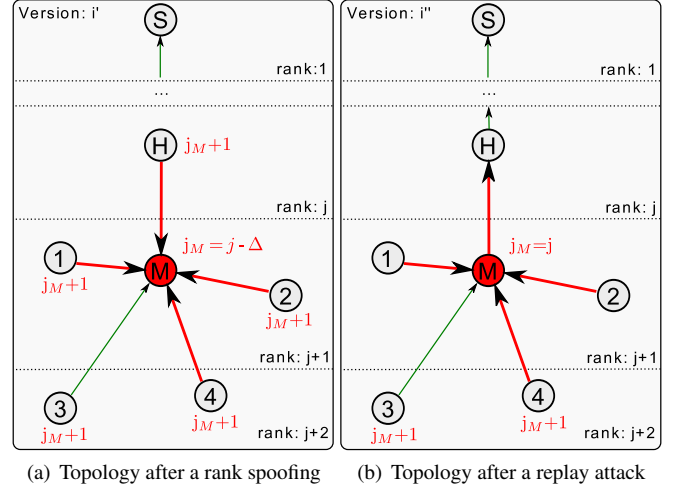 Version: i'
S
rank:1
...
H
j_M+1
rank: j
j_M = j - Δ
1
M
j_M+1
2
j_M+1
rank: j+1
3
4
j_M+1
j_M+1
rank: j+2
(a) Topology after a rank spoofing
Version: i''
S
rank: 1
...
H
rank: j
j_M=j
1
M
2
rank: j+1
3
4
j_M+1
j_M+1
rank: j+2
(b) Topology after a replay attack